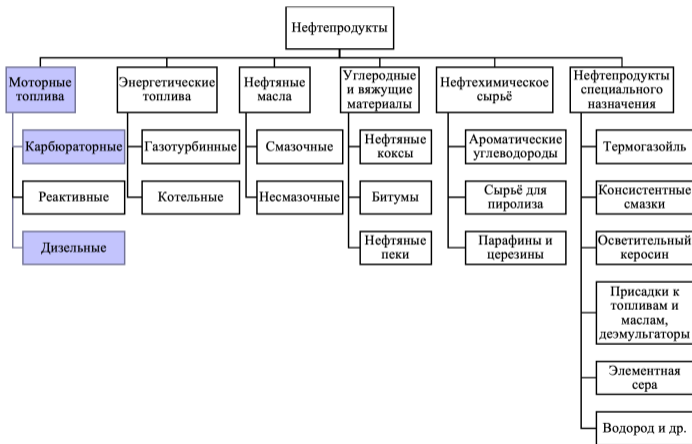 Нефтепродукты
Моторные
топлива
Энергетические
топлива
Нефтяные
масла
Углеродные
и вяжущие
материалы
Нефтехимическое
сырьё
Нефтепродукты
специального
назначения
Карбюраторные
Реактивные
Дизельные
Газотурбинные
Котельные
Смазочные
Несмазочные
Нефтяные
коксы
Битумы
Нефтяные
пеки
Ароматические
углеводороды
Сырьё для
пиролиза
Парафины и
церезины
Термогазойль
Консистентные
смазки
Осветительный
керосин
Присадки к
топливам и
маслам,
деэмульгаторы
Элементная
сера
Водород и др.